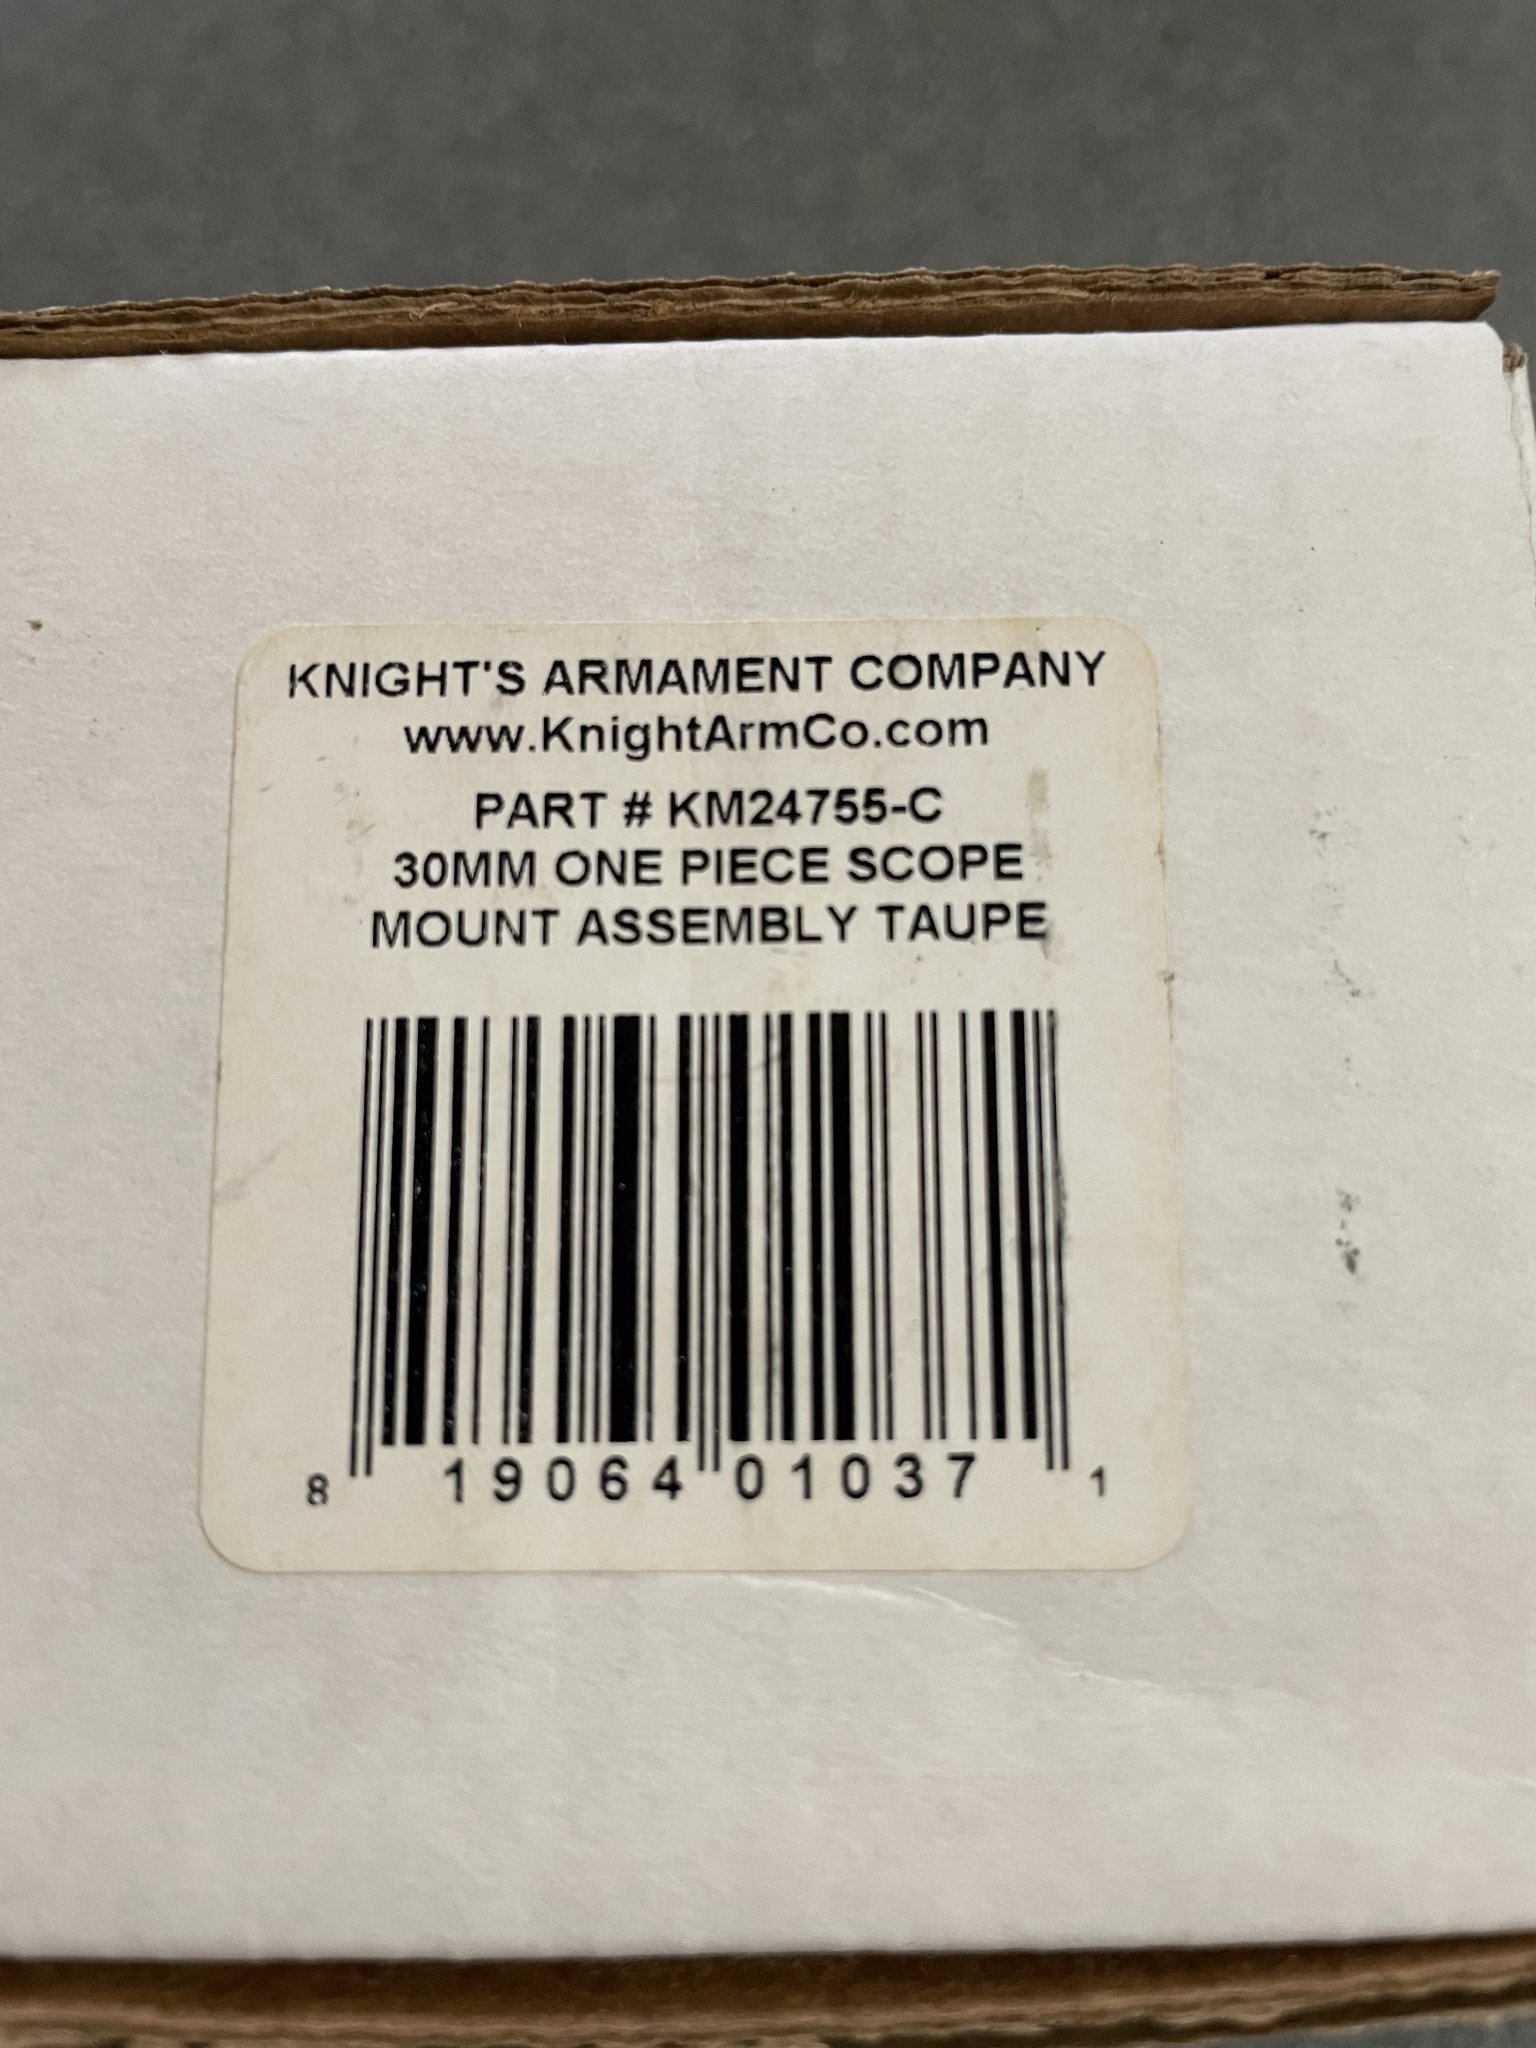 KNIGHT'S ARMAMENT COMPANY
www.KnightArmCo.com
PART # KM24755-C
30MM ONE PIECE SCOPE
MOUNT ASSEMBLY TAUPE
8 19064 01037 1